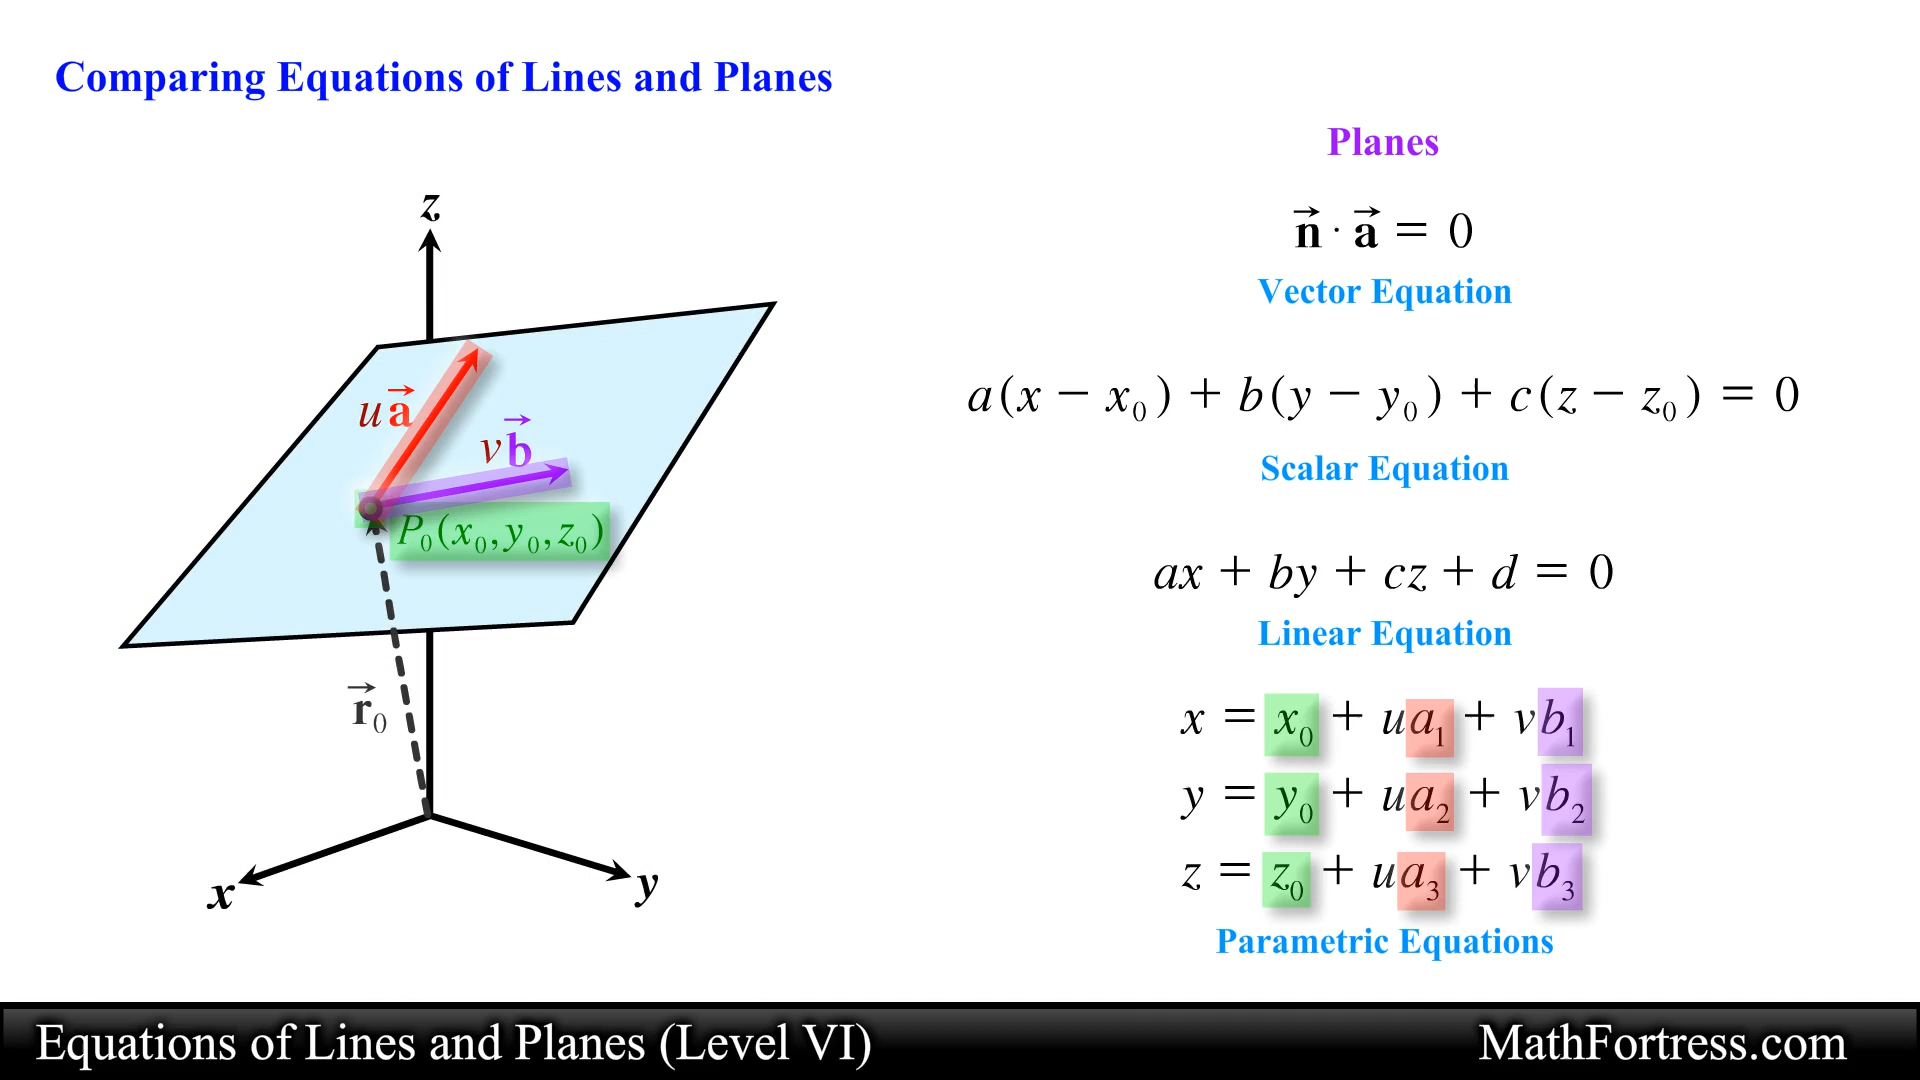 Comparing Equations of Lines and Planes
z
u a⃗
v b⃗
P₀(x₀, y₀, z₀)
r⃗₀
x
y
Planes
n⃗ · a⃗ = 0
Vector Equation
a(x − x₀) + b(y − y₀) + c(z − z₀) = 0
Scalar Equation
ax + by + cz + d = 0
Linear Equation
x = x₀ + ua₁ + vb₁
y = y₀ + ua₂ + vb₂
z = z₀ + ua₃ + vb₃
Parametric Equations
Equations of Lines and Planes (Level VI)
MathFortress.com